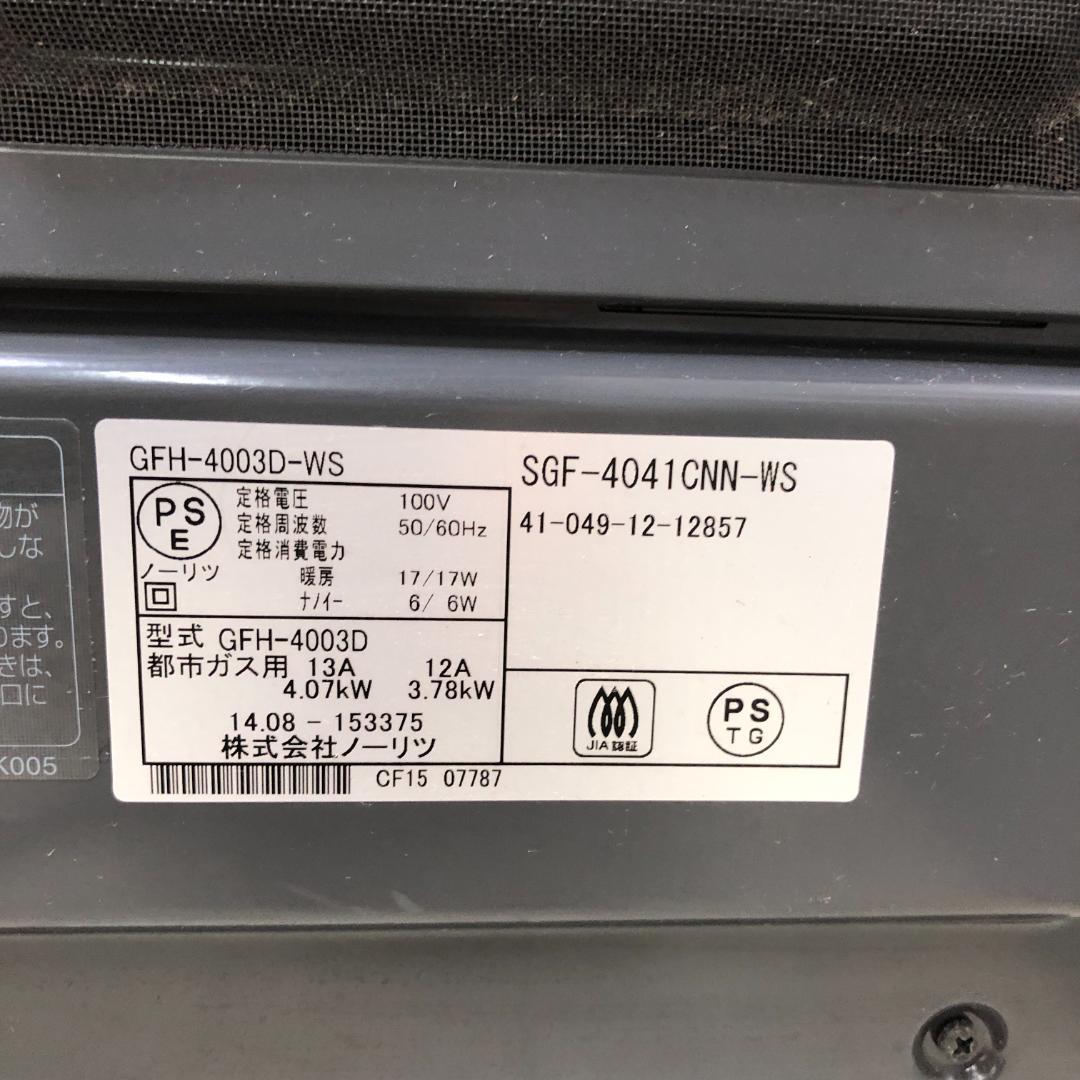 物が
しな
すと、
ります。
きは、
口に
K005
GFH-4003D-WS
PS
E
定格電圧 100V
定格周波数 50/60Hz
定格消費電力
ノーリツ 暖房 17/17W
ナノイー 6/ 6W
型式 GFH-4003D
都市ガス用 13A 12A
4.07kW 3.78kW
14.08 - 153375
株式会社ノーリツ
CF15 07787
SGF-4041CNN-WS
41-049-12-12857
JIA認証
PS
TG